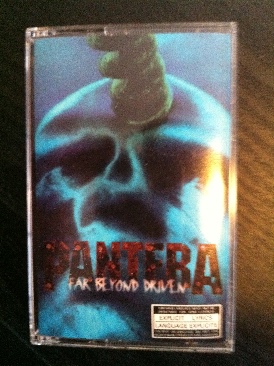 PANTERA
FAR BEYOND DRIVEN
EXPLICIT LYRICS
LANGUAGE EXPLICITE